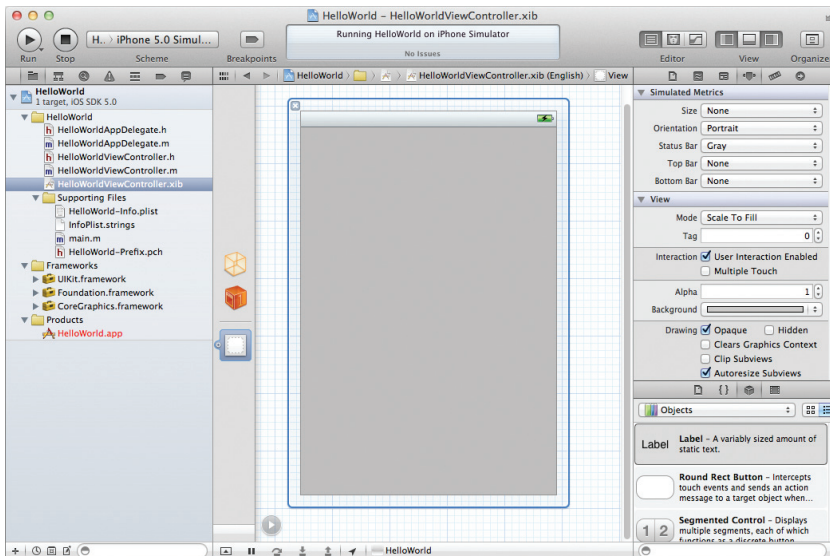 HelloWorld – HelloWorldViewController.xib
H... iPhone 5.0 Simul...
Running HelloWorld on iPhone Simulator
No Issues
Run Stop Scheme Breakpoints Editor View Organize
HelloWorld HelloWorldViewController.xib (English) View
HelloWorld
1 target, iOS SDK 5.0
HelloWorld
h HelloWorldAppDelegate.h
m HelloWorldAppDelegate.m
h HelloWorldViewController.h
m HelloWorldViewController.m
HelloWorldViewController.xib
Supporting Files
HelloWorld-Info.plist
InfoPlist.strings
m main.m
h HelloWorld-Prefix.pch
Frameworks
UIKit.framework
Foundation.framework
CoreGraphics.framework
Products
HelloWorld.app
Simulated Metrics
Size None
Orientation Portrait
Status Bar Gray
Top Bar None
Bottom Bar None
View
Mode Scale To Fill
Tag 0
Interaction User Interaction Enabled
Multiple Touch
Alpha 1
Background
Drawing Opaque Hidden
Clears Graphics Context
Clip Subviews
Autoresize Subviews
{}
Objects
Label Label – A variably sized amount of
static text.
Round Rect Button – Intercepts
touch events and sends an action
message to a target object when...
1 2 Segmented Control – Displays
multiple segments, each of which
functions as a discrete button
HelloWorld